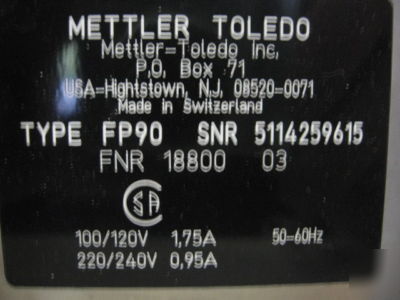 METTLER TOLEDO
Mettler-Toledo Inc,
P.O. Box 71
USA-Hightstown, N.J. 08520-0071
Made in Switzerland
TYPE FP90 SNR 5114259615
FNR 18800 03
CSA
100/120V 1,75A 50-60Hz
220/240V 0,95A